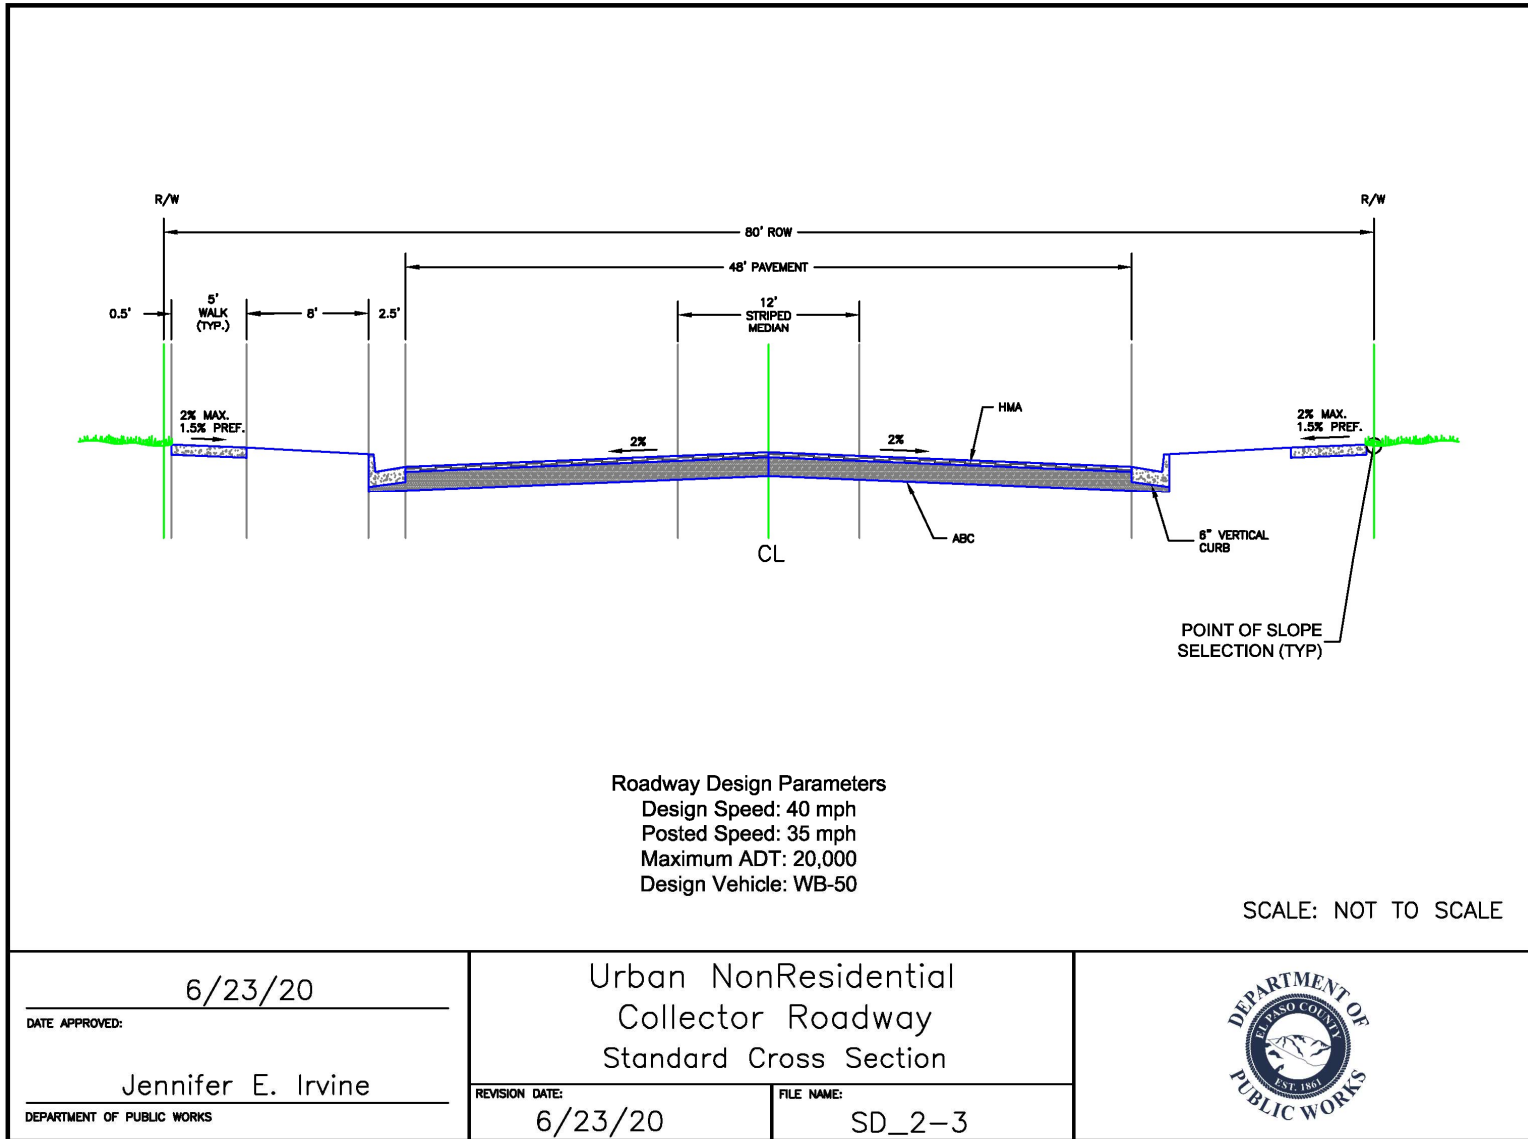 R/W
R/W
80' ROW
48' PAVEMENT
0.5'
5'
WALK
(TYP.)
8'
2.5'
12'
STRIPED
MEDIAN
2% MAX.
1.5% PREF.
2%
2%
HMA
2% MAX.
1.5% PREF.
ABC
6" VERTICAL
CURB
CL
POINT OF SLOPE
SELECTION (TYP)
Roadway Design Parameters
Design Speed: 40 mph
Posted Speed: 35 mph
Maximum ADT: 20,000
Design Vehicle: WB-50
SCALE: NOT TO SCALE
6/23/20
DATE APPROVED:
Jennifer E. Irvine
DEPARTMENT OF PUBLIC WORKS
Urban NonResidential
Collector Roadway
Standard Cross Section
REVISION DATE:
6/23/20
FILE NAME:
SD_2-3
DEPARTMENT OF
EL PASO COUNTY
EST. 1861
PUBLIC WORKS